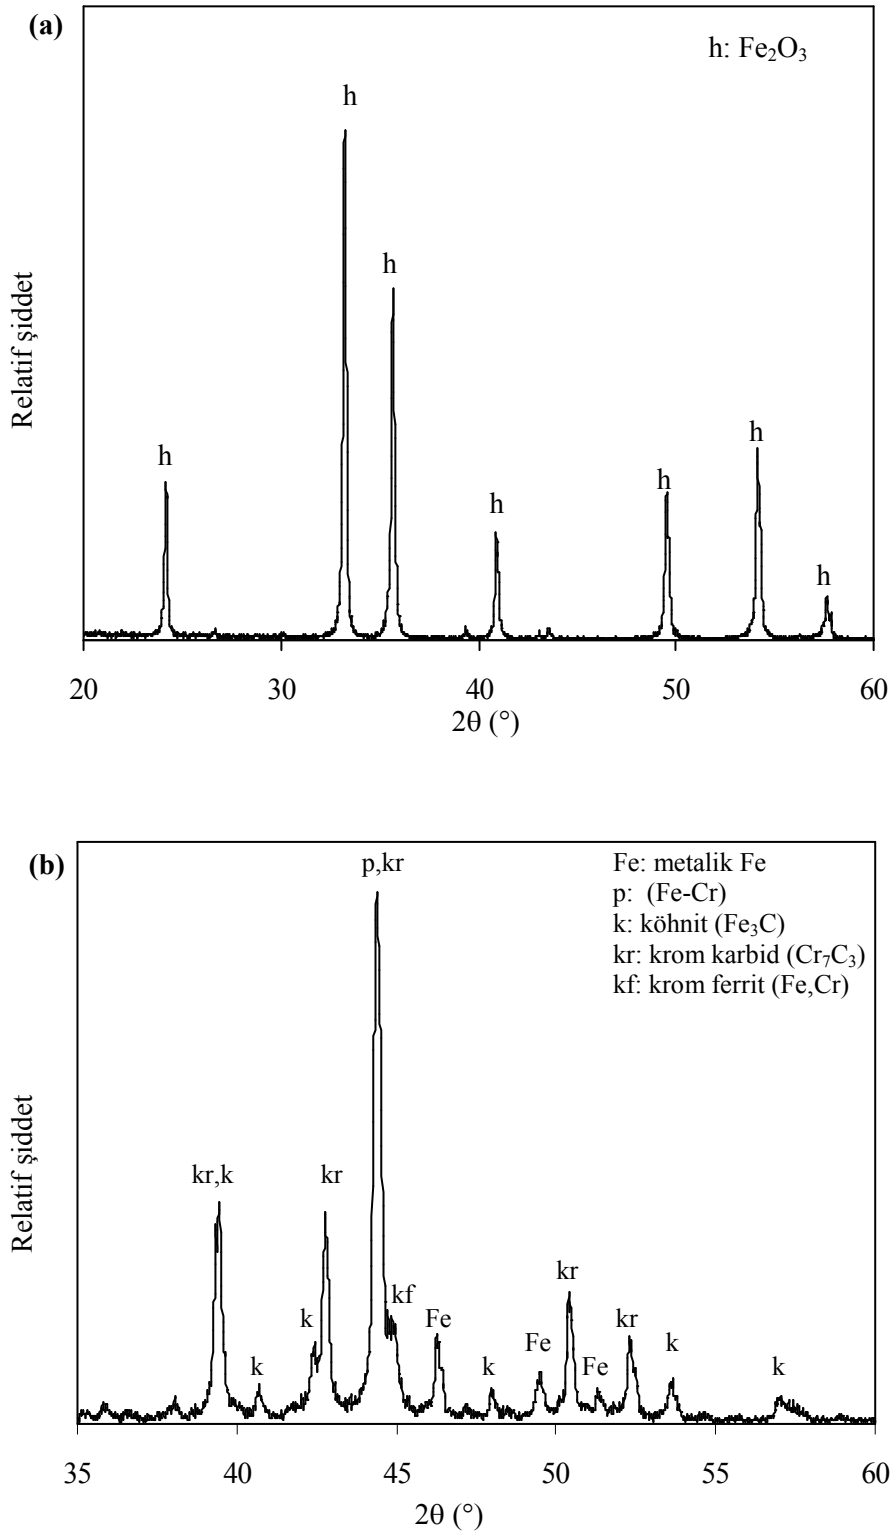 (a)
h: Fe₂O₃
h
h
h
h
h
h
h
Relatif şiddet
20 30 40 50 60
2θ (°)
(b)
p,kr
Fe: metalik Fe
p: (Fe-Cr)
k: köhnit (Fe₃C)
kr: krom karbid (Cr₇C₃)
kf: krom ferrit (Fe,Cr)
Relatif şiddet
kr,k
kr
kf
kr
Fe
kr
k
Fe
k
k
Fe
k
k
35 40 45 50 55 60
2θ (°)